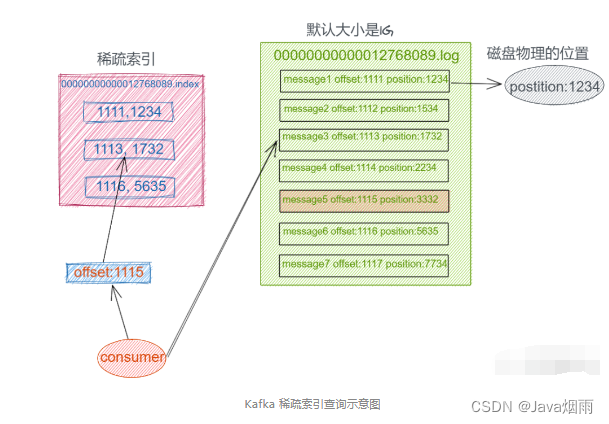 默认大小是1G,
稀疏索引
00000000000012768089.log
磁盘物理的位置
00000000000012768089.index
message1 offset:1111 position:1234
postition:1234
1111,1234
message2 offset:1112 position:1534
1113, 1732
message3 offset:1113 position:1732
message4 offset:1114 position:2234
1116, 5635
message5 offset:1115 position:3332
message6 offset:1116 position:5635
offset:1115
message7 offset:1117 position:7734
consumer
Kafka 稀疏索引查询示意图
CSDN @Java烟雨